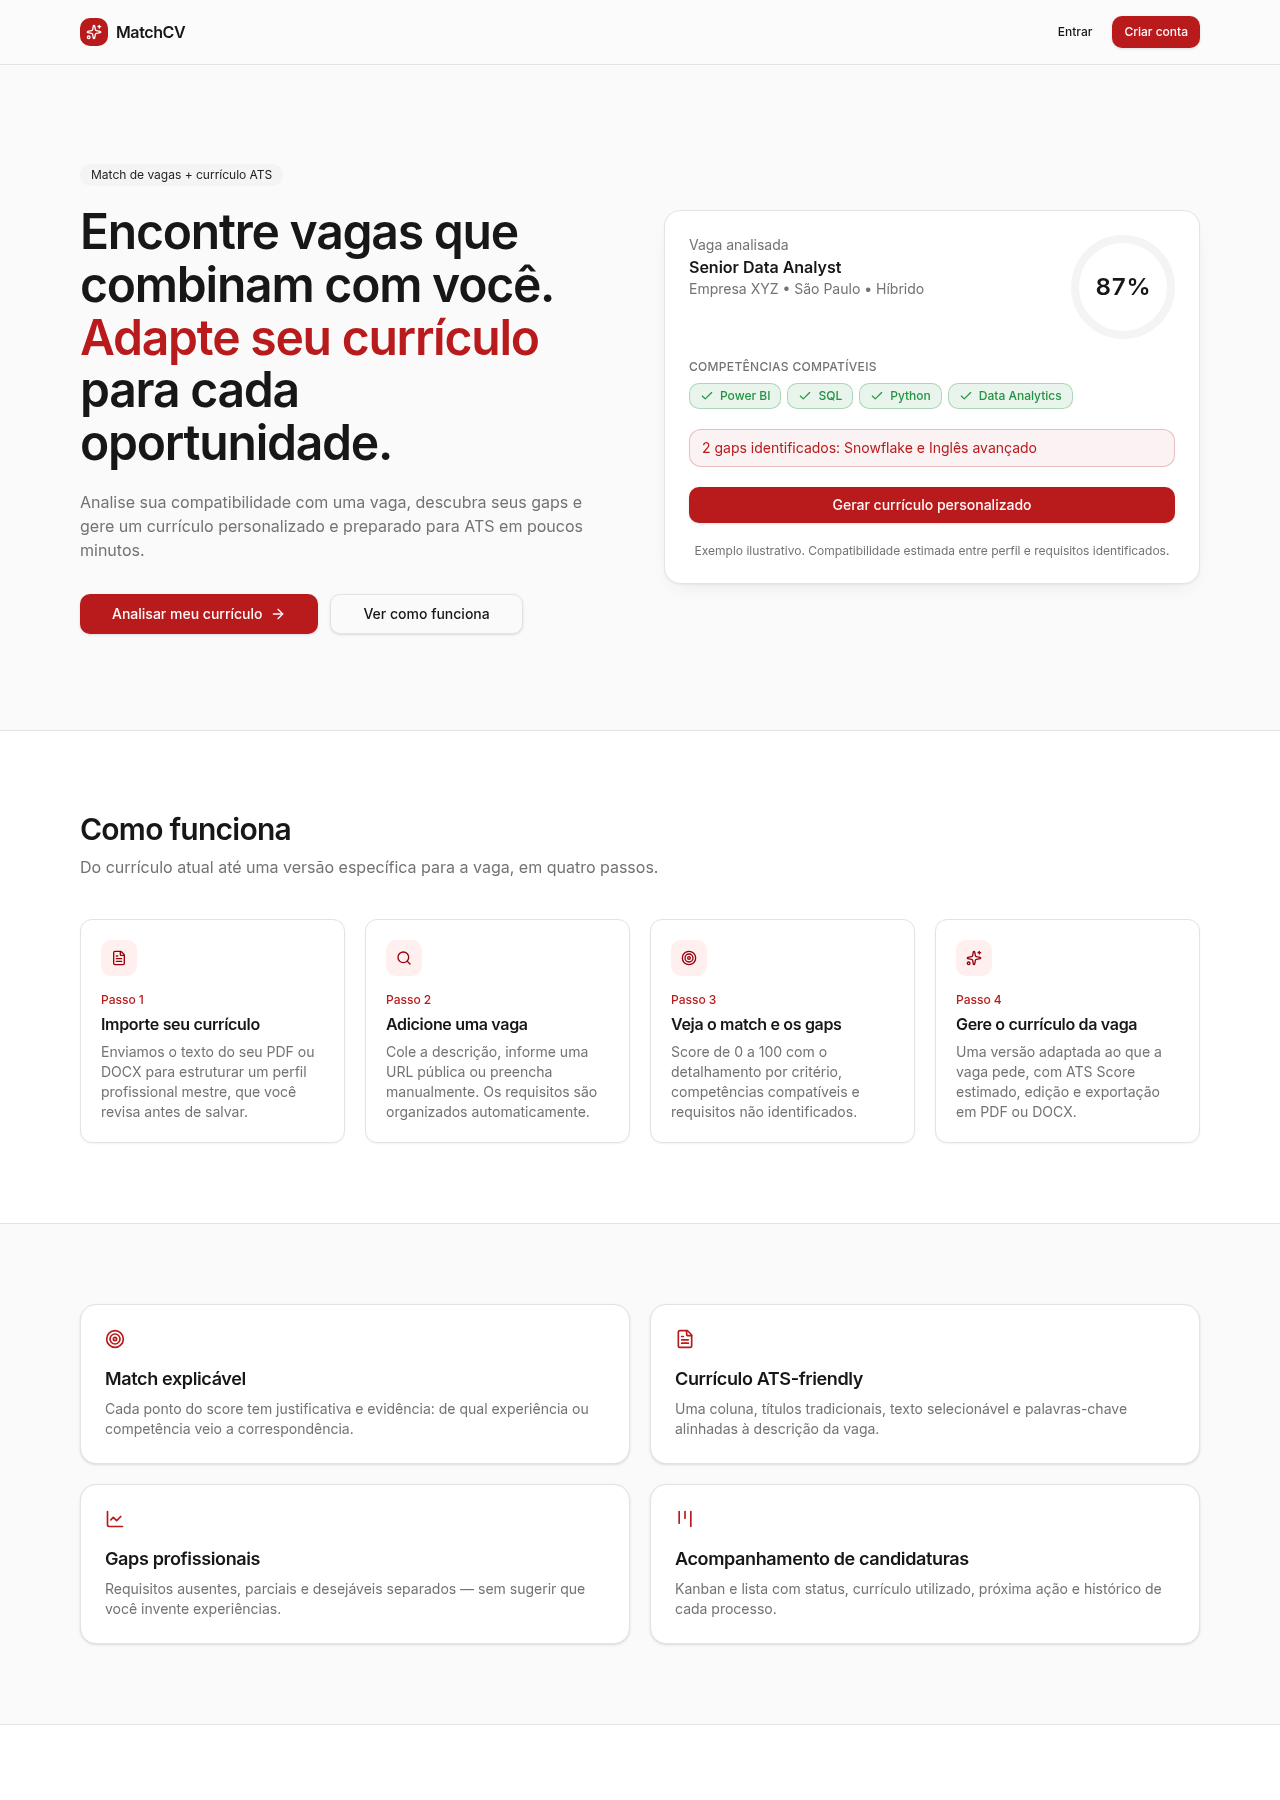 MatchCV
Entrar
Criar conta
Match de vagas + currículo ATS
Encontre vagas que
combinam com você.
Adapte seu currículo
para cada
oportunidade.
Analise sua compatibilidade com uma vaga, descubra seus gaps e
gere um currículo personalizado e preparado para ATS em poucos
minutos.
Analisar meu currículo
Ver como funciona
Vaga analisada
Senior Data Analyst
Empresa XYZ • São Paulo • Híbrido
87%
COMPETÊNCIAS COMPATÍVEIS
Power BI
SQL
Python
Data Analytics
2 gaps identificados: Snowflake e Inglês avançado
Gerar currículo personalizado
Exemplo ilustrativo. Compatibilidade estimada entre perfil e requisitos identificados.
Como funciona
Do currículo atual até uma versão específica para a vaga, em quatro passos.
Passo 1
Importe seu currículo
Enviamos o texto do seu PDF ou
DOCX para estruturar um perfil
profissional mestre, que você
revisa antes de salvar.
Passo 2
Adicione uma vaga
Cole a descrição, informe uma
URL pública ou preencha
manualmente. Os requisitos são
organizados automaticamente.
Passo 3
Veja o match e os gaps
Score de 0 a 100 com o
detalhamento por critério,
competências compatíveis e
requisitos não identificados.
Passo 4
Gere o currículo da vaga
Uma versão adaptada ao que a
vaga pede, com ATS Score
estimado, edição e exportação
em PDF ou DOCX.
Match explicável
Cada ponto do score tem justificativa e evidência: de qual experiência ou
competência veio a correspondência.
Currículo ATS-friendly
Uma coluna, títulos tradicionais, texto selecionável e palavras-chave
alinhadas à descrição da vaga.
Gaps profissionais
Requisitos ausentes, parciais e desejáveis separados — sem sugerir que
você invente experiências.
Acompanhamento de candidaturas
Kanban e lista com status, currículo utilizado, próxima ação e histórico de
cada processo.